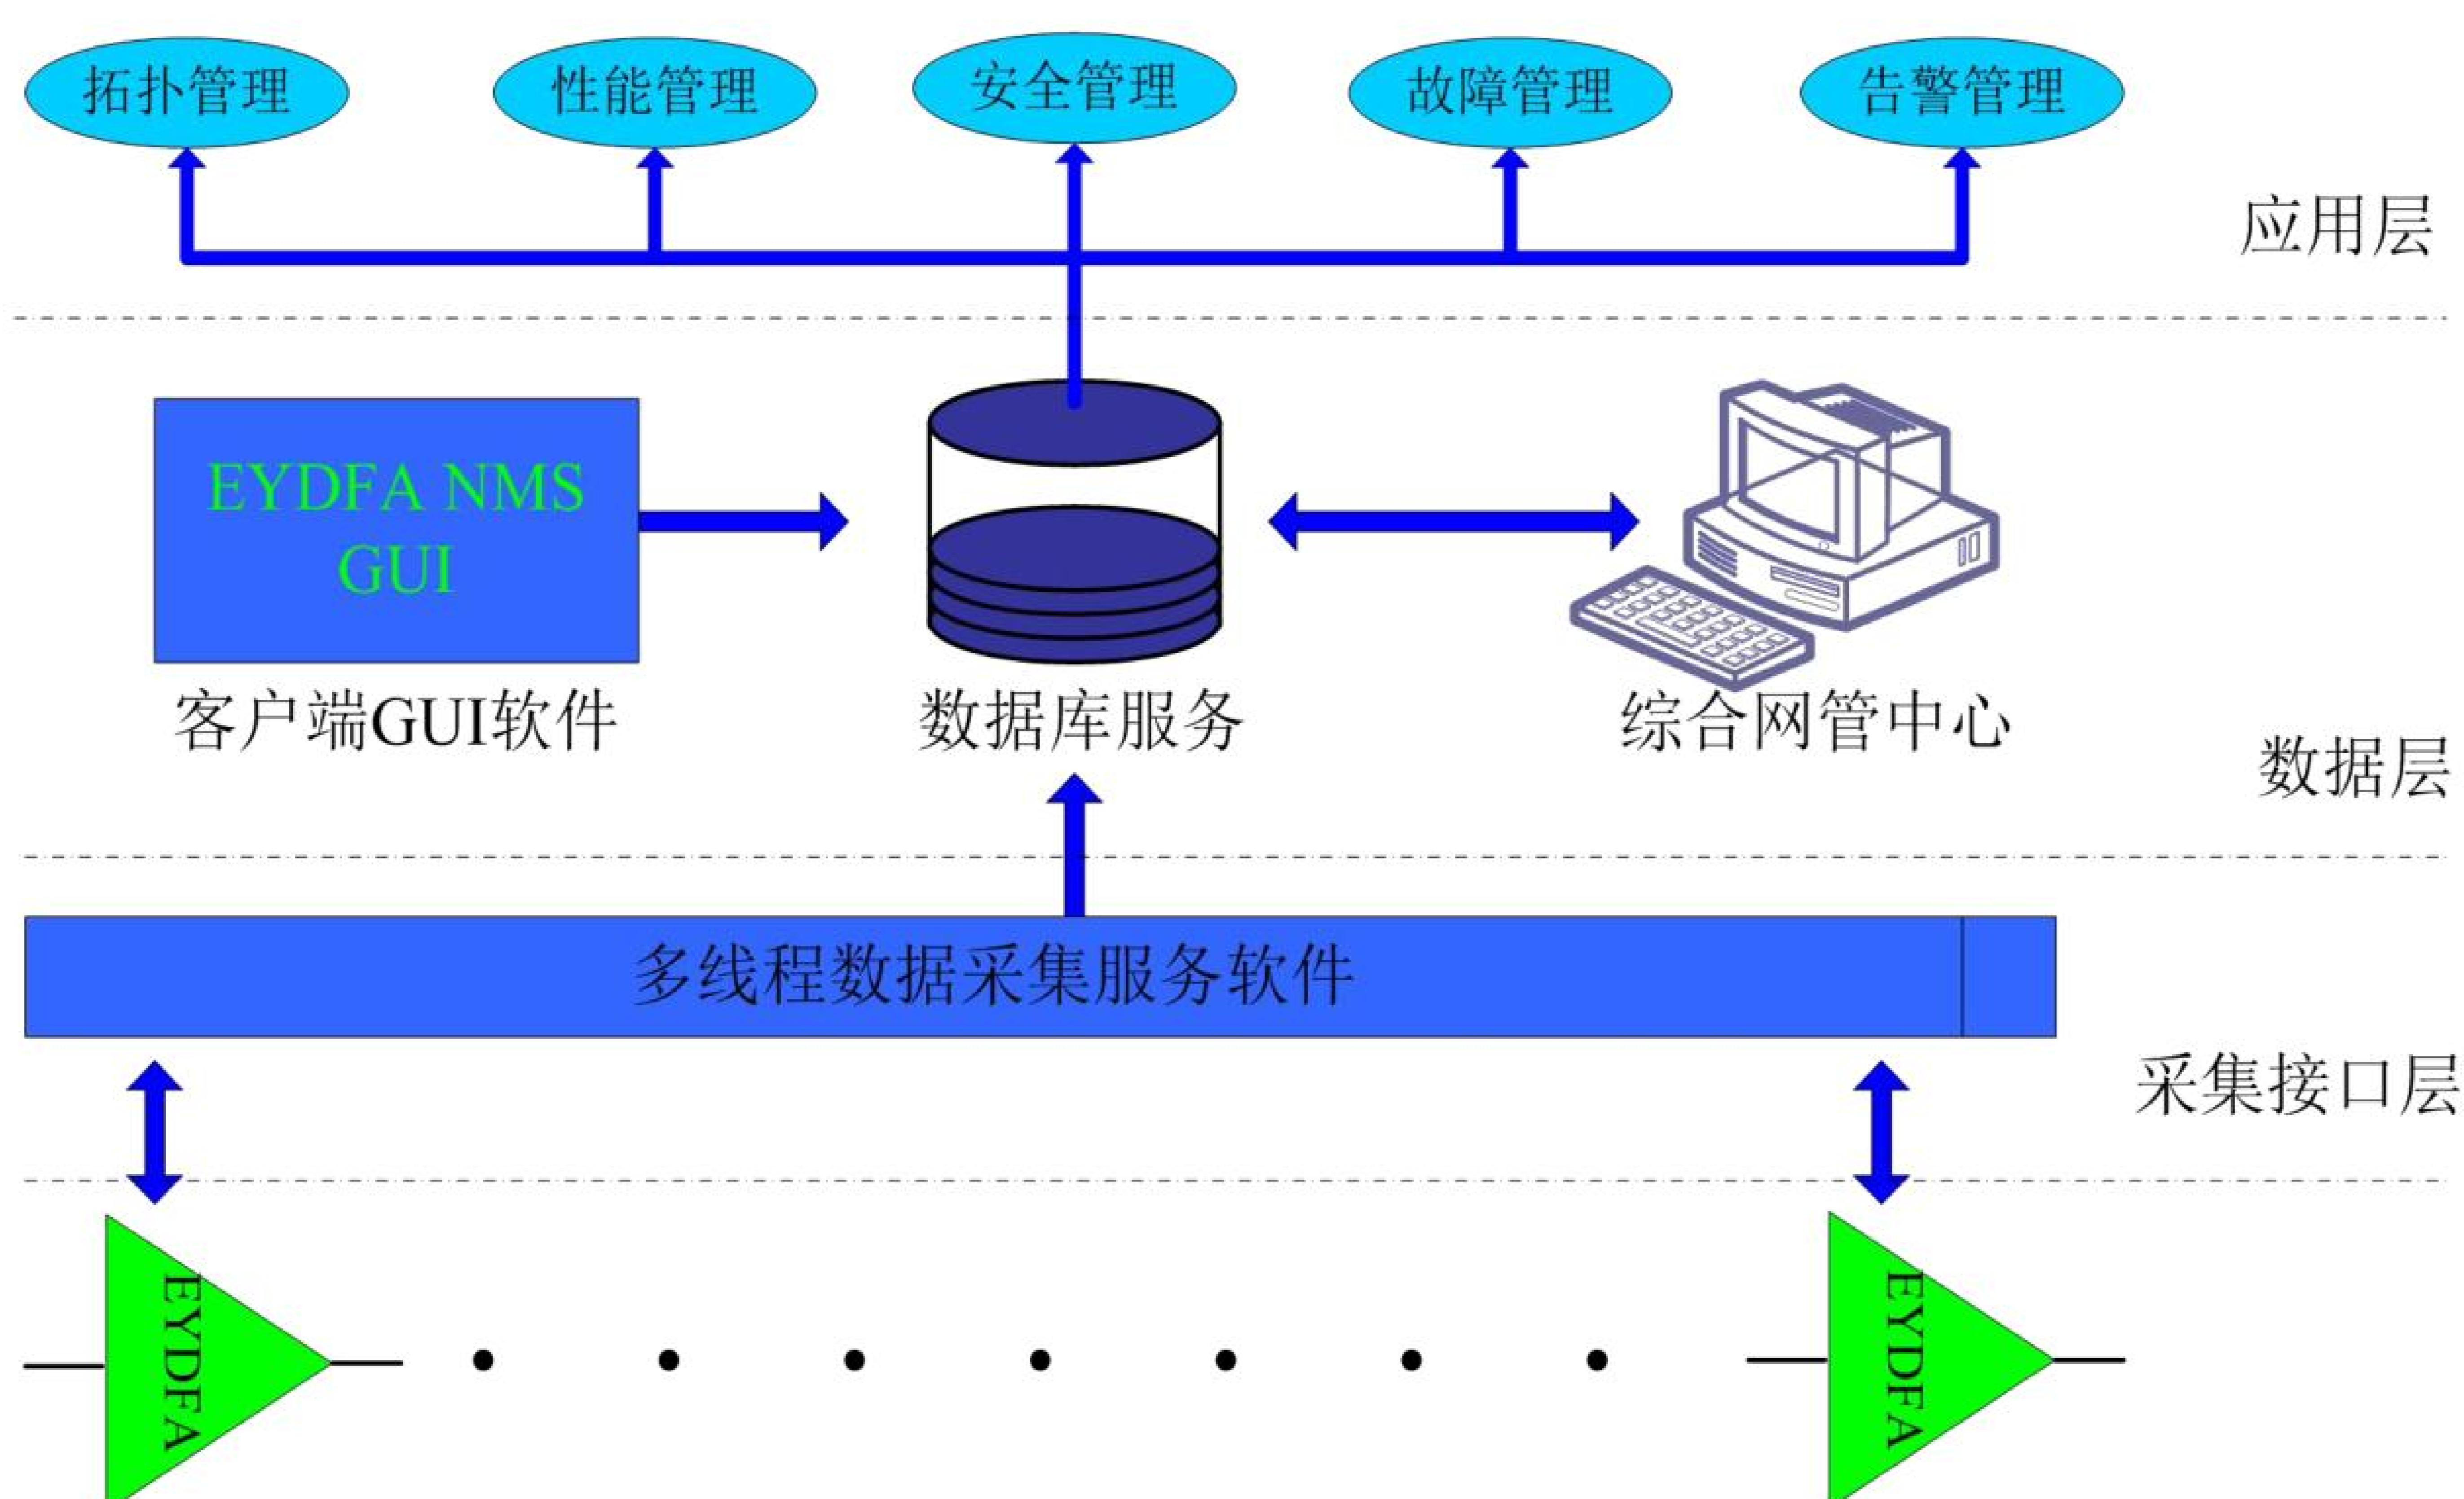 拓扑管理
性能管理
安全管理
故障管理
告警管理
应用层
EYDFA NMS
GUI
客户端GUI软件
数据库服务
综合网管中心
数据层
多线程数据采集服务软件
采集接口层
EYDFA
EYDFA